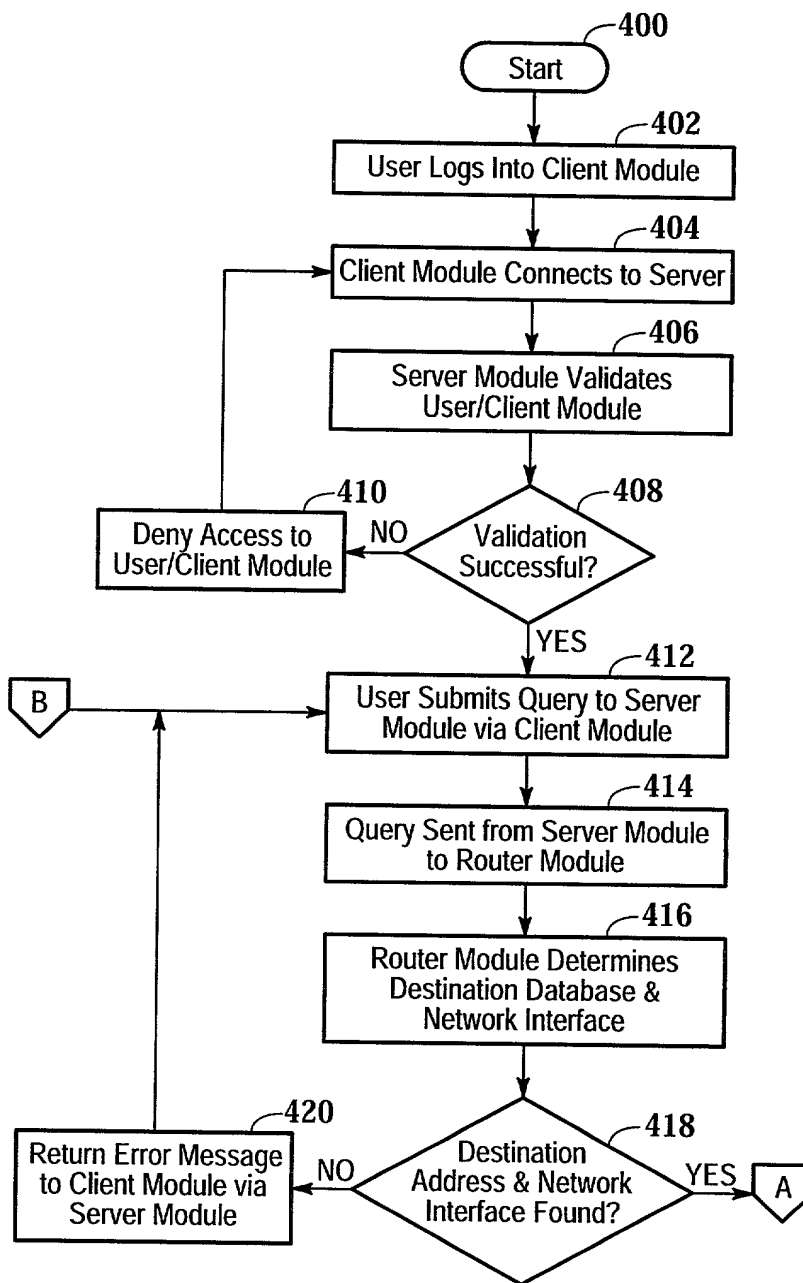 400
Start
402
User Logs Into Client Module
404
Client Module Connects to Server
406
Server Module Validates
User/Client Module
408
Validation
Successful?
NO
410
Deny Access to
User/Client Module
YES
412
B
User Submits Query to Server
Module via Client Module
414
Query Sent from Server Module
to Router Module
416
Router Module Determines
Destination Database &
Network Interface
418
Destination
Address & Network
Interface Found?
NO
420
Return Error Message
to Client Module via
Server Module
YES
A